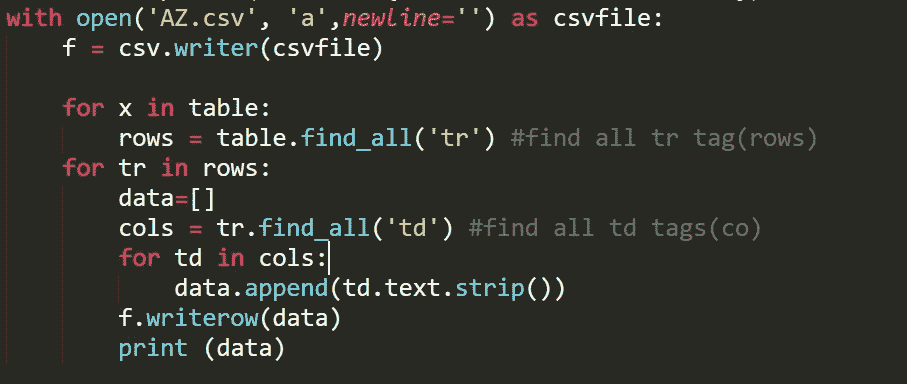 with open('AZ.csv', 'a',newline='') as csvfile:
    f = csv.writer(csvfile)

    for x in table:
        rows = table.find_all('tr') #find all tr tag(rows)
    for tr in rows:
        data=[]
        cols = tr.find_all('td') #find all td tags(co)
        for td in cols:
            data.append(td.text.strip())
        f.writerow(data)
        print (data)